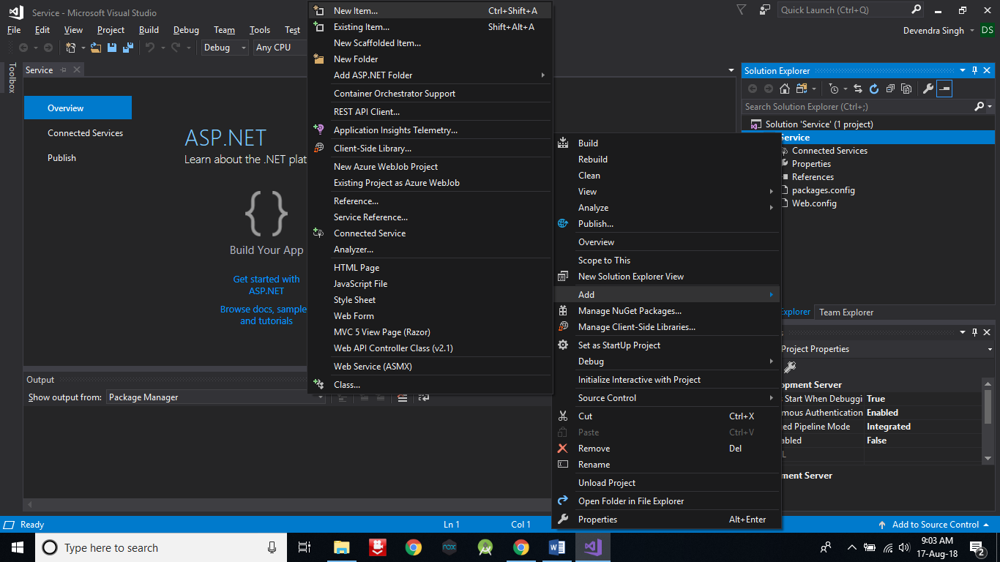 Service - Microsoft Visual Studio
Quick Launch (Ctrl+Q)
File Edit View Project Build Debug Team Tools Test
Devendra Singh DS
Debug Any CPU
Toolbox
Service
Overview
Connected Services
Publish
ASP.NET
Learn about the .NET plat
Build Your App
Get started with
ASP.NET
Browse docs, sample
and tutorials
Output
Show output from: Package Manager
New Item... Ctrl+Shift+A
Existing Item... Shift+Alt+A
New Scaffolded Item...
New Folder
Add ASP.NET Folder
Container Orchestrator Support
REST API Client...
Application Insights Telemetry...
Client-Side Library...
New Azure WebJob Project
Existing Project as Azure WebJob
Reference...
Service Reference...
Connected Service
Analyzer...
HTML Page
JavaScript File
Style Sheet
Web Form
MVC 5 View Page (Razor)
Web API Controller Class (v2.1)
Web Service (ASMX)
Class...
Build
Rebuild
Clean
View
Analyze
Publish...
Overview
Scope to This
New Solution Explorer View
Add
Manage NuGet Packages...
Manage Client-Side Libraries...
Set as StartUp Project
Debug
Initialize Interactive with Project
Source Control
Cut Ctrl+X
Paste Ctrl+V
Remove Del
Rename
Unload Project
Open Folder in File Explorer
Properties Alt+Enter
Solution Explorer
Search Solution Explorer (Ctrl+;)
Solution 'Service' (1 project)
Service
Connected Services
Properties
References
packages.config
Web.config
Explorer Team Explorer
s
Project Properties
opment Server
s Start When Debuggi True
mous Authentication Enabled
ged Pipeline Mode Integrated
abled False
L
ment Server
Ready Ln 1 Col 1 Add to Source Control
Type here to search
nox
9:03 AM
17-Aug-18
2